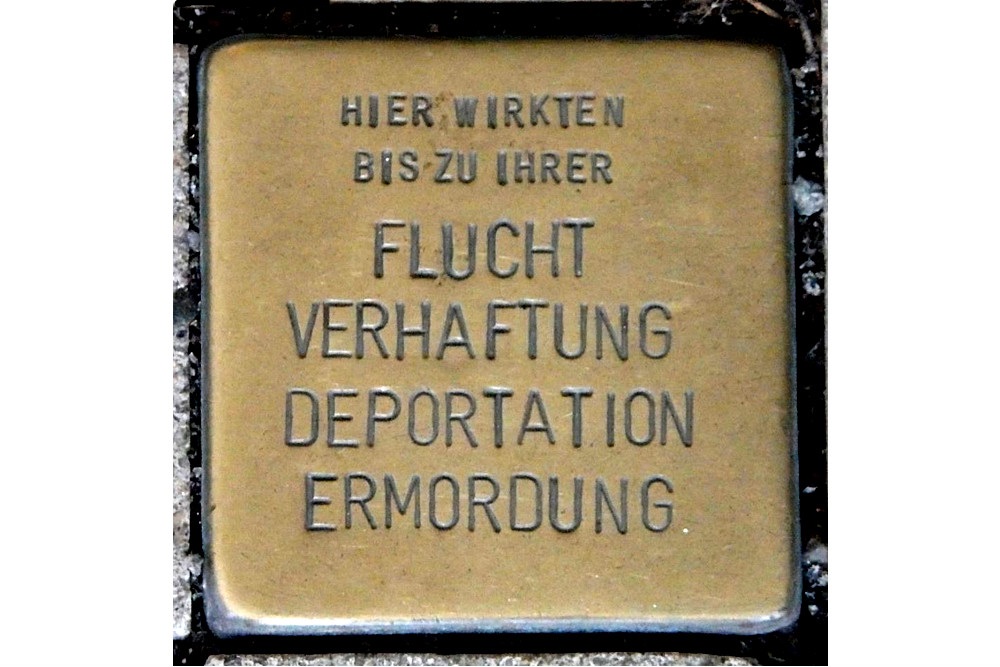 HIER WIRKTEN
BIS ZU IHRER
FLUCHT
VERHAFTUNG
DEPORTATION
ERMORDUNG